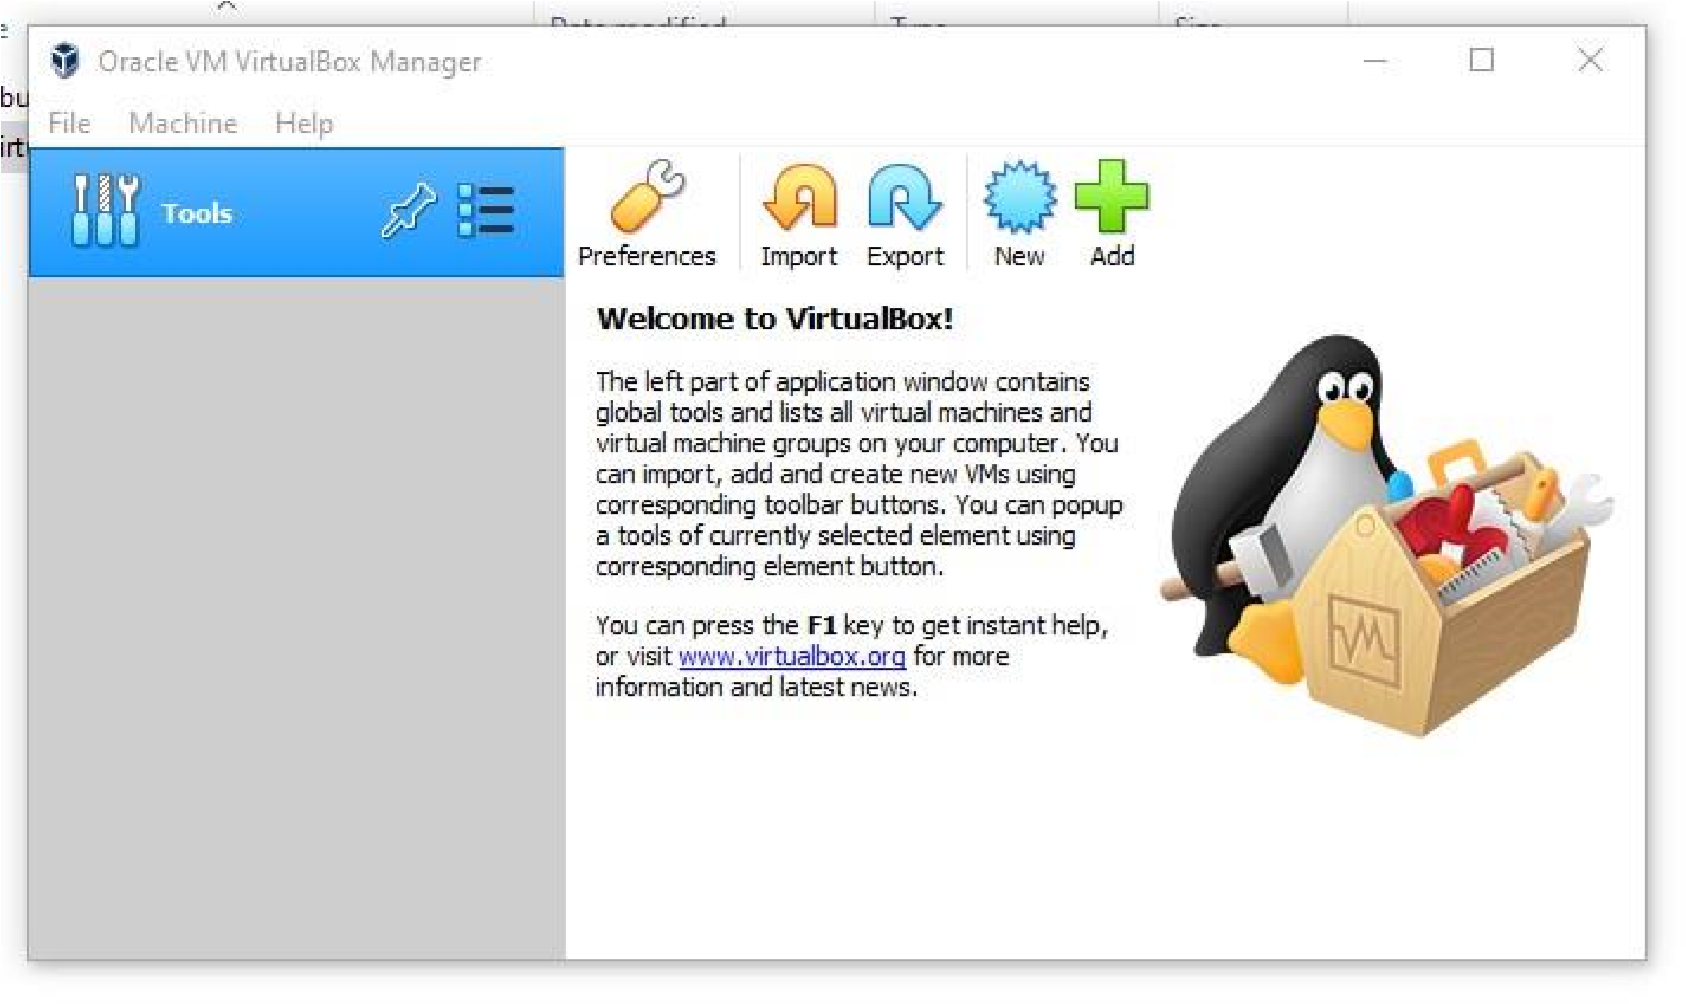 Date modified Type Size
Oracle VM VirtualBox Manager
File Machine Help
Tools
Preferences Import Export New Add
Welcome to VirtualBox!
The left part of application window contains
global tools and lists all virtual machines and
virtual machine groups on your computer. You
can import, add and create new VMs using
corresponding toolbar buttons. You can popup
a tools of currently selected element using
corresponding element button.
You can press the F1 key to get instant help,
or visit www.virtualbox.org for more
information and latest news.